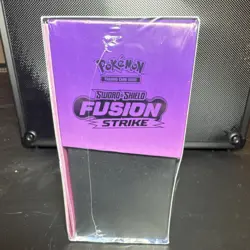 POKÉMON
TRADING CARD GAME
SWORD & SHIELD
FUSION
STRIKE